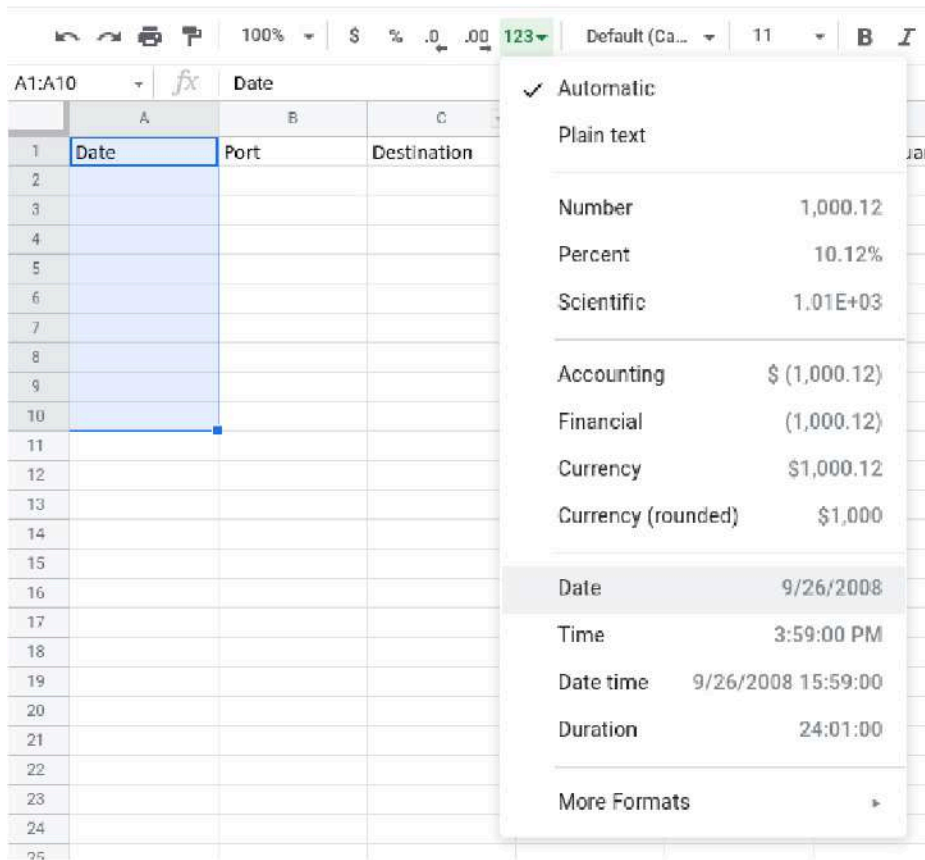 100% $ % .0 .00 123 Default (Ca... 11 B I
A1:A10 fx Date
A B C
1 Date Port Destination
2
3
4
5
6
7
8
9
10
11
12
13
14
15
16
17
18
19
20
21
22
23
24
25
Automatic
Plain text
Number 1,000.12
Percent 10.12%
Scientific 1.01E+03
Accounting $ (1,000.12)
Financial (1,000.12)
Currency $1,000.12
Currency (rounded) $1,000
Date 9/26/2008
Time 3:59:00 PM
Date time 9/26/2008 15:59:00
Duration 24:01:00
More Formats